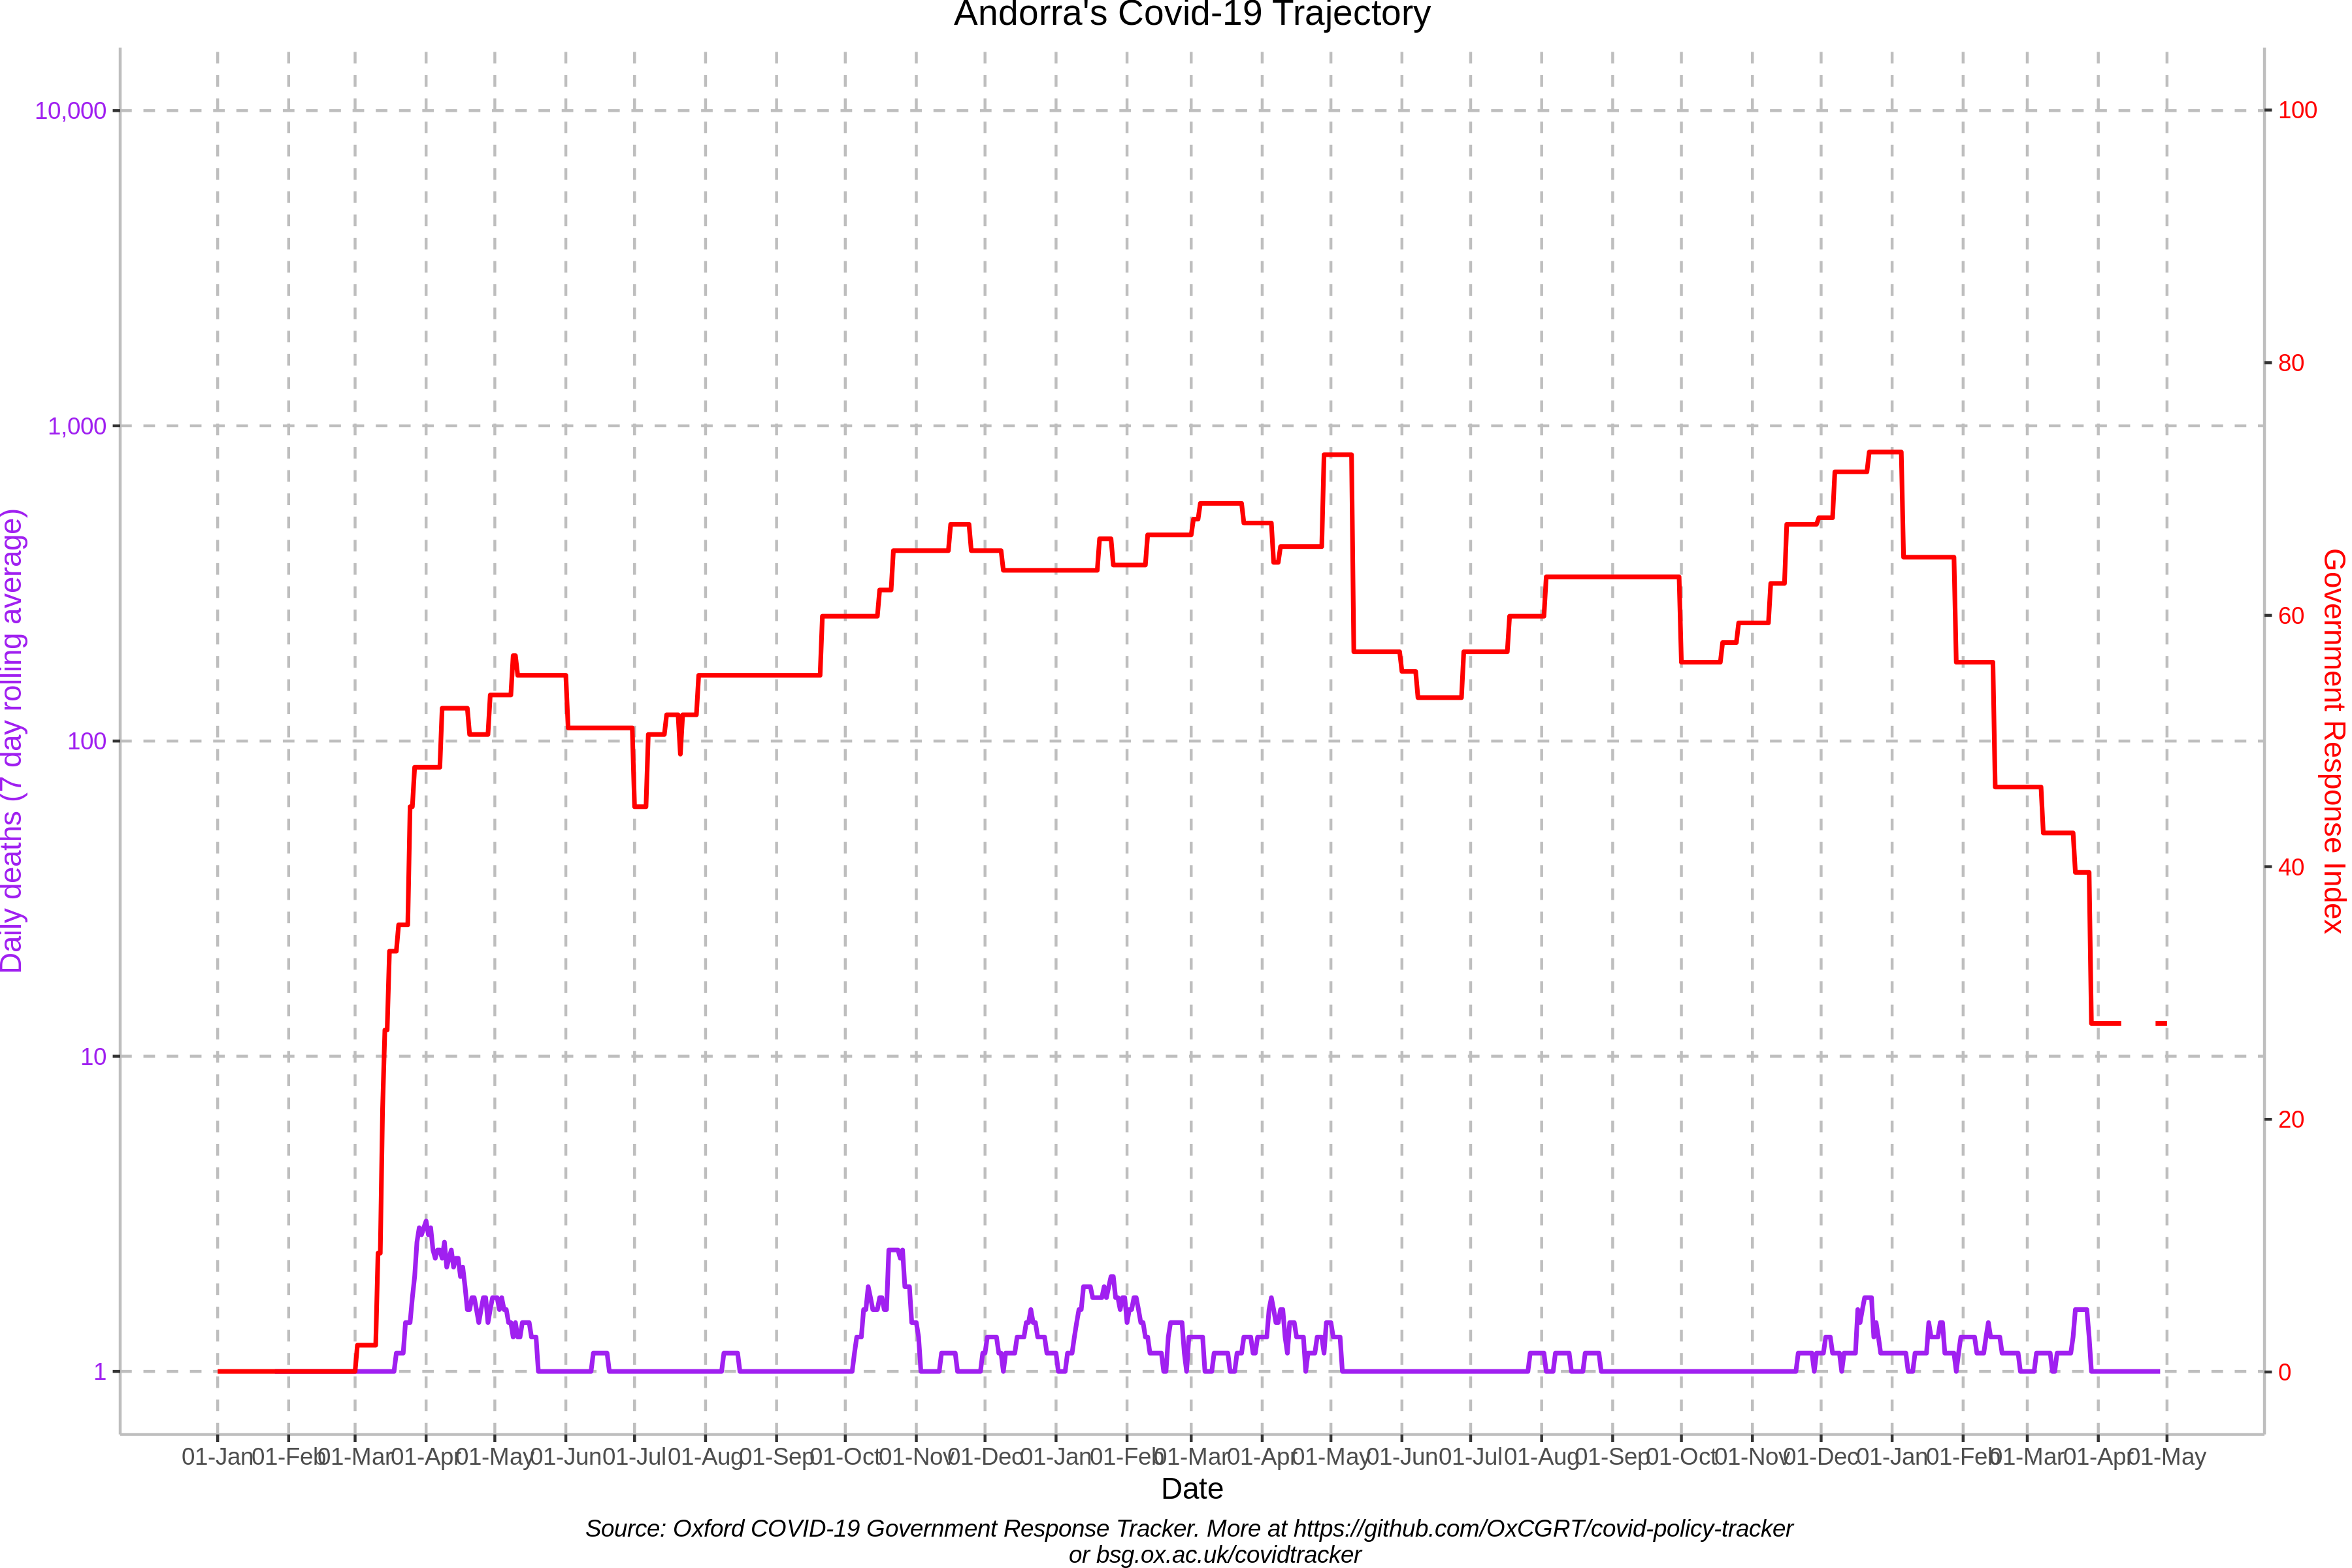 Andorra's Covid-19 Trajectory
10,000
1,000
100
10
1
Daily deaths (7 day rolling average)
100
80
60
40
20
0
Government Response Index
01-Jan 01-Feb 01-Mar 01-Apr 01-May 01-Jun 01-Jul 01-Aug 01-Sep 01-Oct 01-Nov 01-Dec 01-Jan 01-Feb 01-Mar 01-Apr 01-May 01-Jun 01-Jul 01-Aug 01-Sep 01-Oct 01-Nov 01-Dec 01-Jan 01-Feb 01-Mar 01-Apr 01-May
Date
Source: Oxford COVID-19 Government Response Tracker. More at https://github.com/OxCGRT/covid-policy-tracker
or bsg.ox.ac.uk/covidtracker